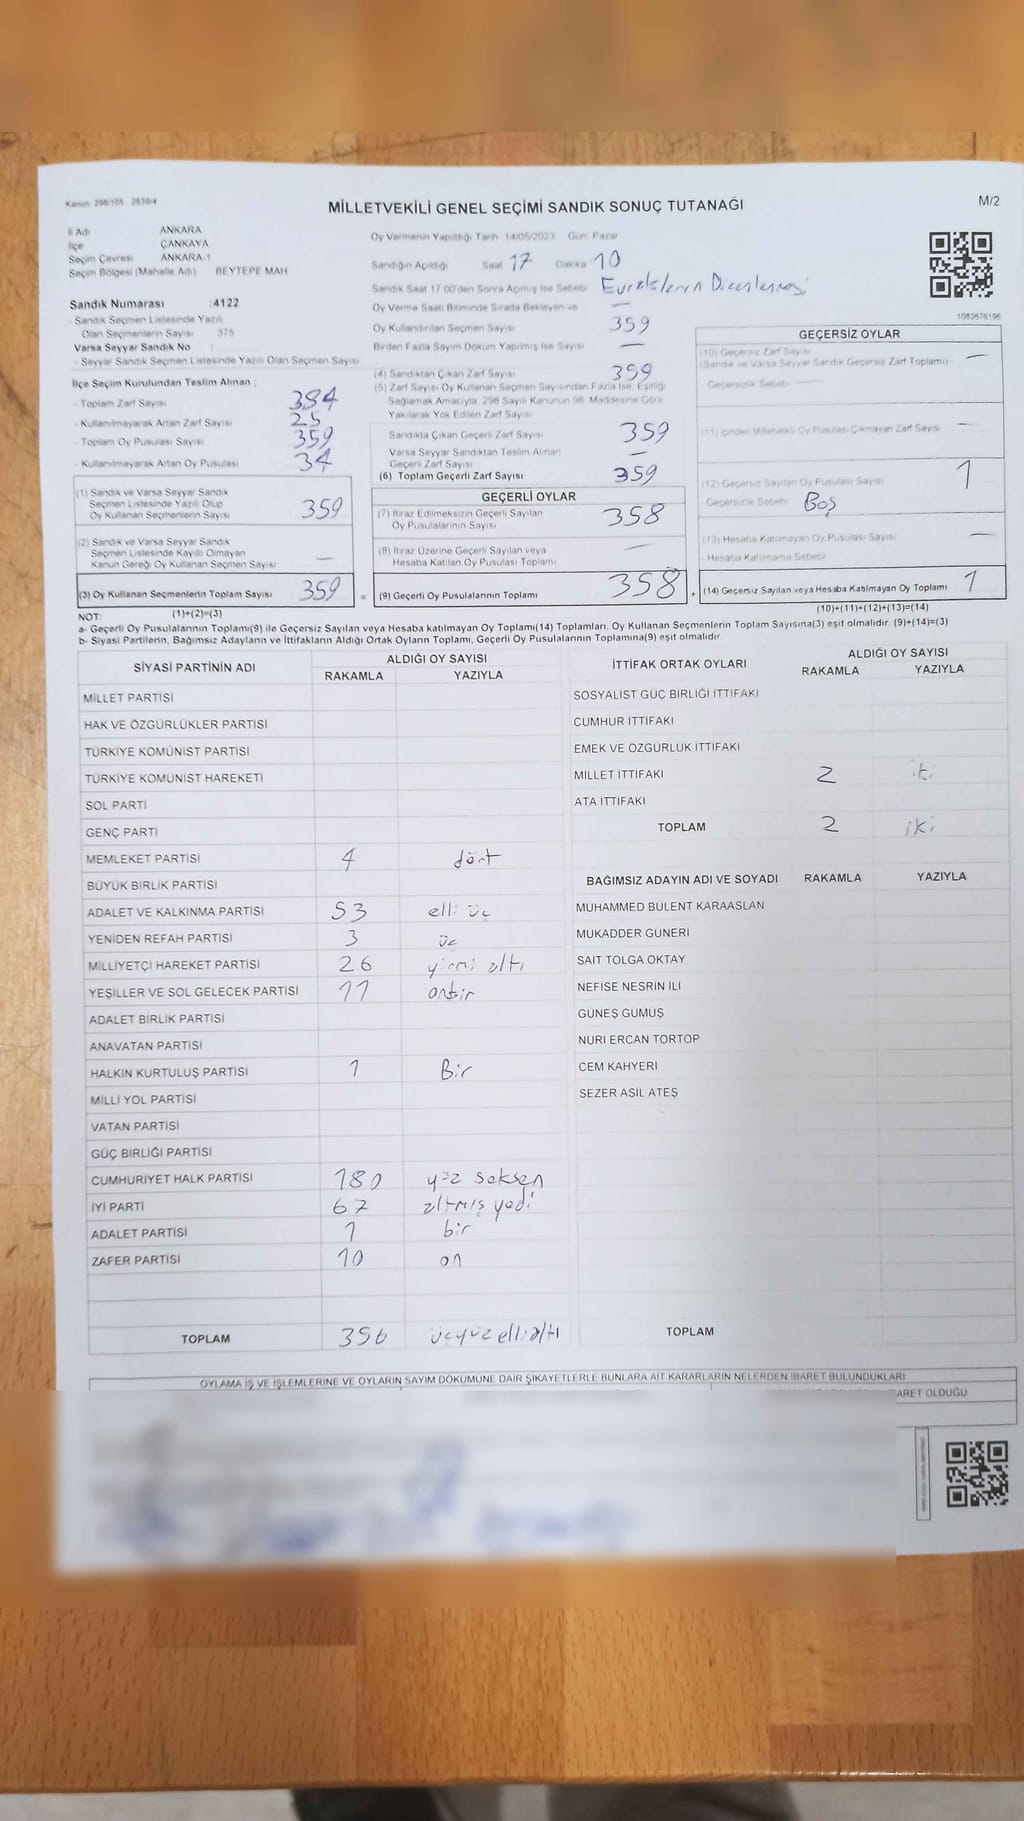 Kanun: 298/105 , 2839/4
MİLLETVEKİLİ GENEL SEÇİMİ SANDIK SONUÇ TUTANAĞI
M/2
İl Adı ANKARA
İlçe ÇANKAYA
Seçim Çevresi ANKARA-1
Seçim Bölgesi (Mahalle Adı) BEYTEPE MAH
Sandık Numarası :4122
- Sandık Seçmen Listesinde Yazılı
Olan Seçmenlerin Sayısı 375
Varsa Seyyar Sandık No
- Seyyar Sandık Seçmen Listesinde Yazılı Olan Seçmen Sayısı
İlçe Seçim Kurulundan Teslim Alınan ;
- Toplam Zarf Sayısı 384
- Kullanılmayarak Artan Zarf Sayısı 25
- Toplam Oy Pusulası Sayısı 359
- Kullanılmayarak Artan Oy Pusulası 34
Oy Vermenin Yapıldığı Tarih 14/05/2023 Gün: Pazar
Sandığın Açıldığı Saat 17 Dakika 10
Sandık Saat 17:00'den Sonra Açımış İse Sebebi Evrakların Düzenlenmesi
Oy Verme Saati Bitiminde Sırada Bekleyen ve —
Oy Kullandırılan Seçmen Sayısı 359
Birden Fazla Sayım Döküm Yapılmış İse Sayısı —
(4) Sandıktan Çıkan Zarf Sayısı 359
(5) Zarf Sayısı Oy Kullanan Seçmen Sayısından Fazla İse, Eşitliği
Sağlamak Amacıyla, 298 Sayılı Kanunun 98. Maddesine Göre
Yakılarak Yok Edilen Zarf Sayısı
Sandıkta Çıkan Geçerli Zarf Sayısı 359
Varsa Seyyar Sandıktan Teslim Alınan
Geçerli Zarf Sayısı —
(6) Toplam Geçerli Zarf Sayısı 359
1083676196
GEÇERSİZ OYLAR
(10) Geçersiz Zarf Sayısı
(Sandık ve Varsa Seyyar Sandık Geçersiz Zarf Toplamı) —
- Geçersizlik Sebebi —
(11) İçinden Milletvekili Oy Pusulası Çıkmayan Zarf Sayısı —
(12) Geçersiz Sayılan Oy Pusulası Sayısı 1
- Geçersizlik Sebebi Boş
(13) Hesaba Katılmayan Oy Pusulası Sayısı —
- Hesaba Katılmama Sebebi
(14) Geçersiz Sayılan veya Hesaba Katılmayan Oy Toplamı 1
(1) Sandık ve Varsa Seyyar Sandık
Seçmen Listesinde Yazılı Olup
Oy Kullanan Seçmenlerin Sayısı 359
(2) Sandık ve Varsa Seyyar Sandık
Seçmen Listesinde Kayıtlı Olmayan
Kanun Gereği Oy Kullanan Seçmen Sayısı —
(3) Oy Kullanan Seçmenlerin Toplam Sayısı 359 =
GEÇERLİ OYLAR
(7) İtiraz Edilmeksizin Geçerli Sayılan
Oy Pusulalarının Sayısı 358
(8) İtiraz Üzerine Geçerli Sayılan veya
Hesaba Katılan Oy Pusulası Toplamı —
(9) Geçerli Oy Pusulalarının Toplamı 358 +
NOT: (1)+(2)=(3) (10)+(11)+(12)+(13)=(14)
a- Geçerli Oy Pusulalarının Toplamı(9) ile Geçersiz Sayılan veya Hesaba katılmayan Oy Toplamı(14) Toplamları, Oy Kullanan Seçmenlerin Toplam Sayısına(3) eşit olmalıdır. (9)+(14)=(3)
b- Siyasi Partilerin, Bağımsız Adayların ve İttifakların Aldığı Ortak Oyların Toplamı, Geçerli Oy Pusulalarının Toplamına(9) eşit olmalıdır.
SİYASİ PARTİNİN ADI ALDIĞI OY SAYISI
RAKAMLA YAZIYLA
MİLLET PARTİSİ
HAK VE ÖZGÜRLÜKLER PARTİSİ
TÜRKİYE KOMÜNİST PARTİSİ
TÜRKİYE KOMÜNİST HAREKETİ
SOL PARTİ
GENÇ PARTİ
MEMLEKET PARTİSİ 4 dört
BÜYÜK BİRLİK PARTİSİ
ADALET VE KALKINMA PARTİSİ 53 elli üç
YENİDEN REFAH PARTİSİ 3 üç
MİLLİYETÇİ HAREKET PARTİSİ 26 yirmi altı
YEŞİLLER VE SOL GELECEK PARTİSİ 11 onbir
ADALET BİRLİK PARTİSİ
ANAVATAN PARTİSİ
HALKIN KURTULUŞ PARTİSİ 1 Bir
MİLLİ YOL PARTİSİ
VATAN PARTİSİ
GÜÇ BİRLİĞİ PARTİSİ
CUMHURİYET HALK PARTİSİ 180 yüz seksen
İYİ PARTİ 67 altmış yedi
ADALET PARTİSİ 1 bir
ZAFER PARTİSİ 10 on
TOPLAM 356 üçyüzellialtı
İTTİFAK ORTAK OYLARI ALDIĞI OY SAYISI
RAKAMLA YAZIYLA
SOSYALİST GÜÇ BİRLİĞİ İTTİFAKI
CUMHUR İTTİFAKI
EMEK VE ÖZGÜRLÜK İTTİFAKI
MİLLET İTTİFAKI 2 iki
ATA İTTİFAKI
TOPLAM 2 iki
BAĞIMSIZ ADAYIN ADI VE SOYADI RAKAMLA YAZIYLA
MUHAMMED BÜLENT KARAASLAN
MUKADDER GÜNERİ
SAİT TOLGA OKTAY
NEFİSE NESRİN İLİ
GÜNEŞ GÜMÜŞ
NURİ ERCAN TORTOP
CEM KAHYERİ
SEZER ASİL ATEŞ
TOPLAM
OYLAMA İŞ VE İŞLEMLERİNE VE OYLARIN SAYIM DÖKÜMÜNE DAİR ŞİKAYETLERLE BUNLARA AİT KARARLARIN NELERDEN İBARET BULUNDUKLARI
OLDUĞU